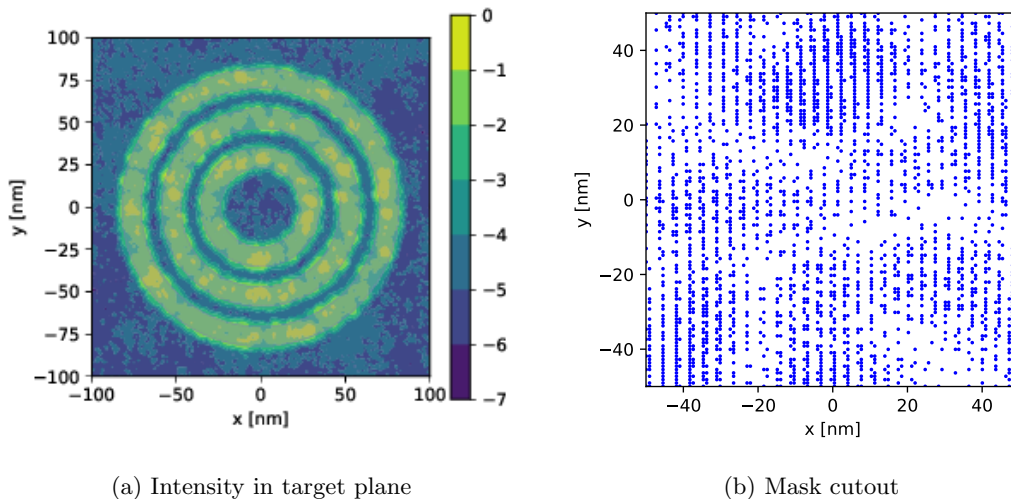 0
−1
−2
−3
−4
−5
−6
−7
100
75
50
25
0
−25
−50
−75
−100
y [nm]
−100 −50 0 50 100
x [nm]
40
20
0
−20
−40
y [nm]
−40 −20 0 20 40
x [nm]
(a) Intensity in target plane
(b) Mask cutout